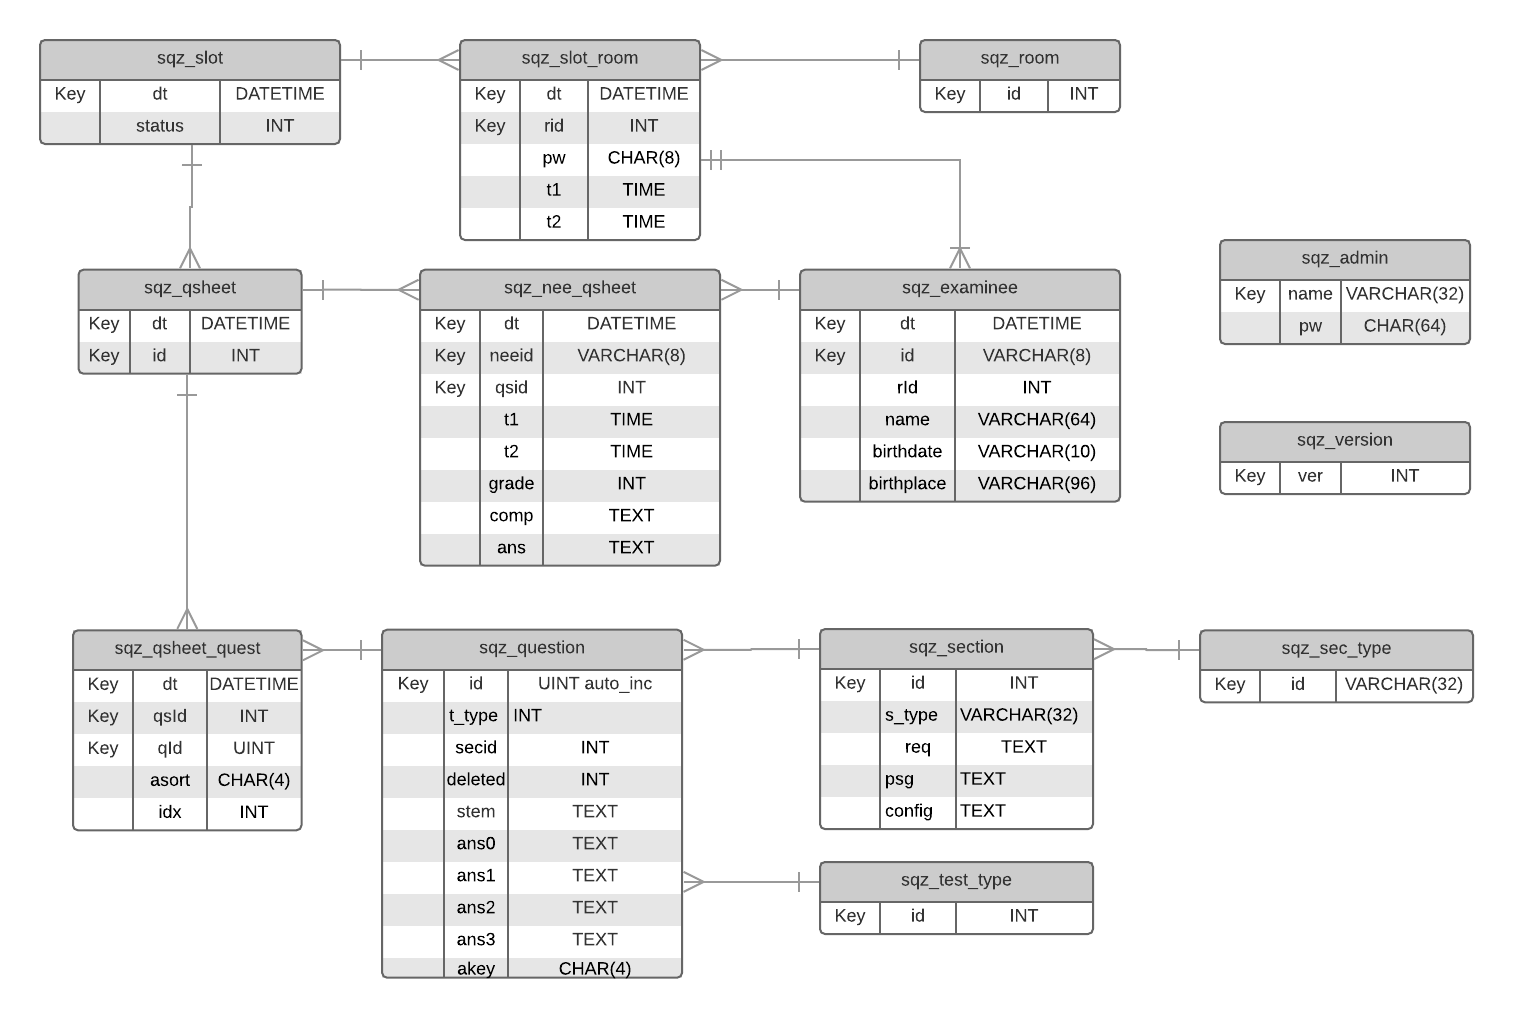 sqz_slot
Key dt DATETIME
status INT
sqz_slot_room
Key dt DATETIME
Key rid INT
pw CHAR(8)
t1 TIME
t2 TIME
sqz_room
Key id INT
sqz_qsheet
Key dt DATETIME
Key id INT
sqz_nee_qsheet
Key dt DATETIME
Key neeid VARCHAR(8)
Key qsid INT
t1 TIME
t2 TIME
grade INT
comp TEXT
ans TEXT
sqz_examinee
Key dt DATETIME
Key id VARCHAR(8)
rId INT
name VARCHAR(64)
birthdate VARCHAR(10)
birthplace VARCHAR(96)
sqz_admin
Key name VARCHAR(32)
pw CHAR(64)
sqz_version
Key ver INT
sqz_qsheet_quest
Key dt DATETIME
Key qsId INT
Key qId UINT
asort CHAR(4)
idx INT
sqz_question
Key id UINT auto_inc
t_type INT
secid INT
deleted INT
stem TEXT
ans0 TEXT
ans1 TEXT
ans2 TEXT
ans3 TEXT
akey CHAR(4)
sqz_section
Key id INT
s_type VARCHAR(32)
req TEXT
psg TEXT
config TEXT
sqz_sec_type
Key id VARCHAR(32)
sqz_test_type
Key id INT